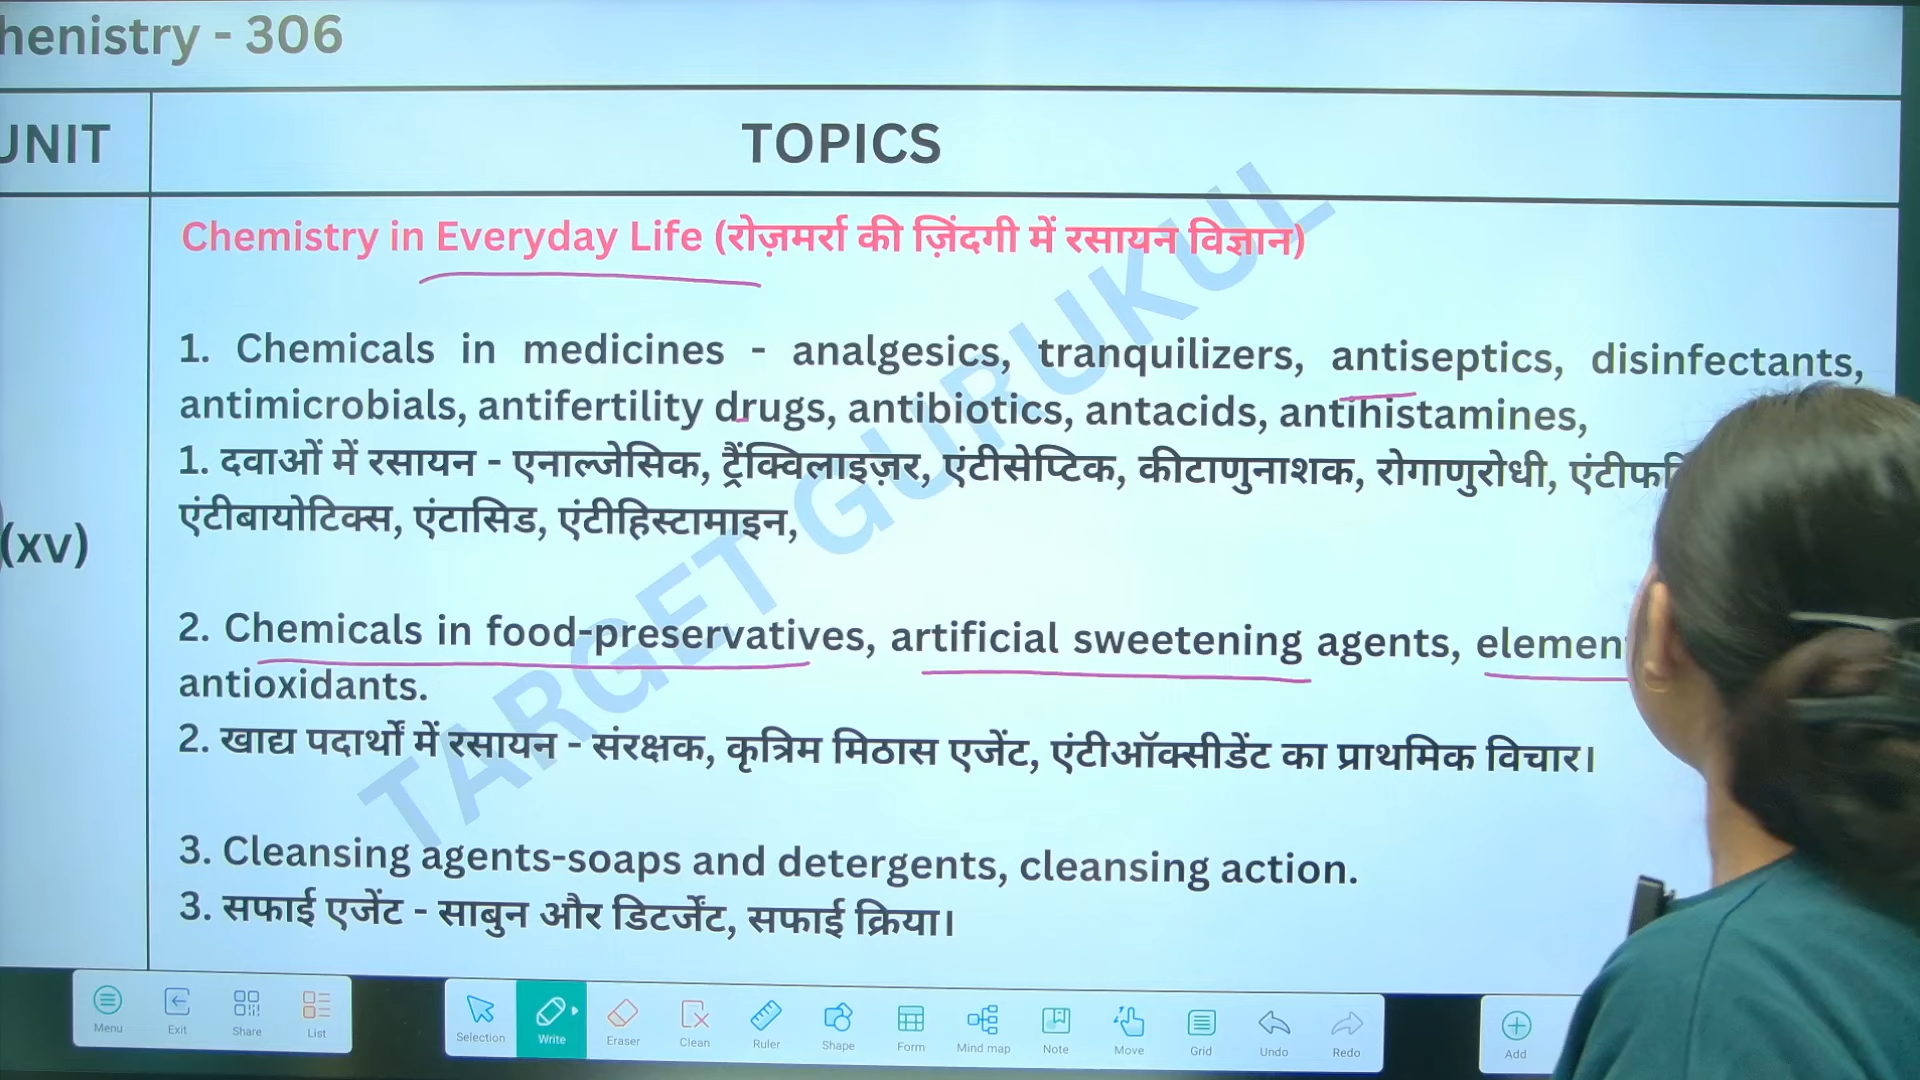 henistry - 306
UNIT
TOPICS
Chemistry in Everyday Life (रोज़मर्रा की ज़िंदगी में रसायन विज्ञान)
1. Chemicals in medicines - analgesics, tranquilizers, antiseptics, disinfectants,
antimicrobials, antifertility drugs, antibiotics, antacids, antihistamines,
1. दवाओं में रसायन - एनाल्जेसिक, ट्रैंक्विलाइज़र, एंटीसेप्टिक, कीटाणुनाशक, रोगाणुरोधी,
एंटीबायोटिक्स, एंटासिड, एंटीहिस्टामाइन,
(xv)
2. Chemicals in food-preservatives, artificial sweetening agents, elemen
antioxidants.
2. खाद्य पदार्थों में रसायन - संरक्षक, कृत्रिम मिठास एजेंट, एंटीऑक्सीडेंट का प्राथमिक विचार।
3. Cleansing agents-soaps and detergents, cleansing action.
3. सफाई एजेंट - साबुन और डिटर्जेंट, सफाई क्रिया।
TARGET GURUKUL
Menu Exit Share List Selection Write Eraser Clean Ruler Shape Form Mind map Note Move Grid Undo Redo Add